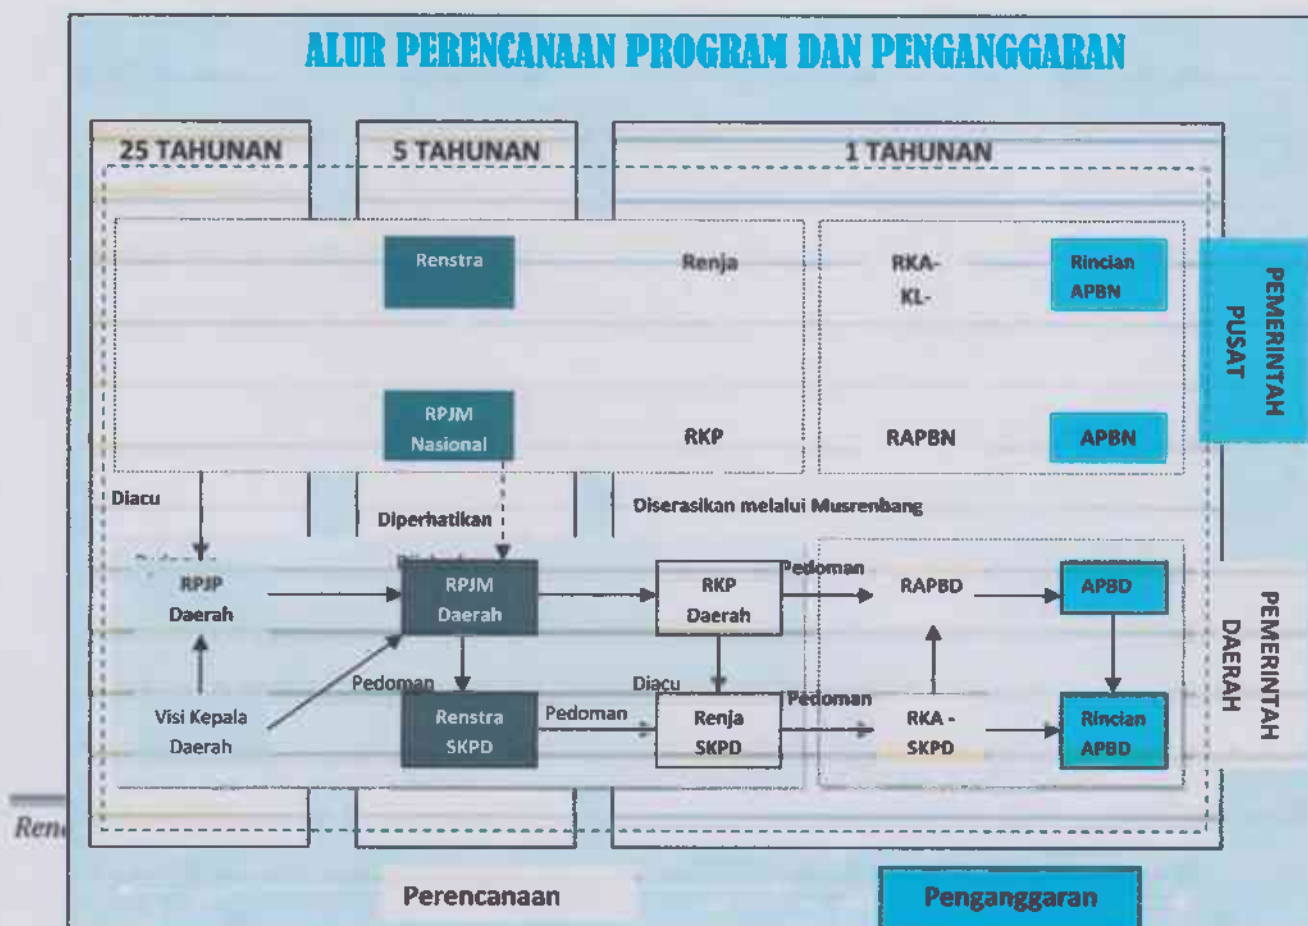 ALUR PERENCANAAN PROGRAM DAN PENGANGGARAN
25 TAHUNAN
5 TAHUNAN
1 TAHUNAN
Renstra
Renja
RKA-
KL-
Rincian
APBN
PEMERINTAH
PUSAT
RPJM
Nasional
RKP
RAPBN
APBN
Diacu
Diperhatikan
Diserasikan melalui Musrenbang
RPJP
Daerah
RPJM
Daerah
RKP
Daerah
Pedoman
RAPBD
APBD
PEMERINTAH
DAERAH
Visi Kepala
Daerah
Pedoman
Renstra
SKPD
Pedoman
Diacu
Renja
SKPD
Pedoman
RKA -
SKPD
Rincian
APBD
Perencanaan
Penganggaran